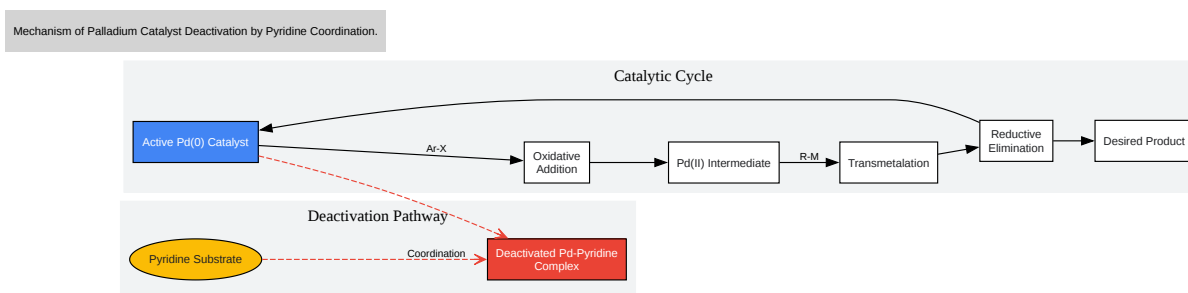 Mechanism of Palladium Catalyst Deactivation by Pyridine Coordination.
Catalytic Cycle
Active Pd(0) Catalyst
Ar-X
Oxidative
Addition
Pd(II) Intermediate
R-M
Transmetalation
Reductive
Elimination
Desired Product
Deactivation Pathway
Pyridine Substrate
Coordination
Deactivated Pd-Pyridine
Complex